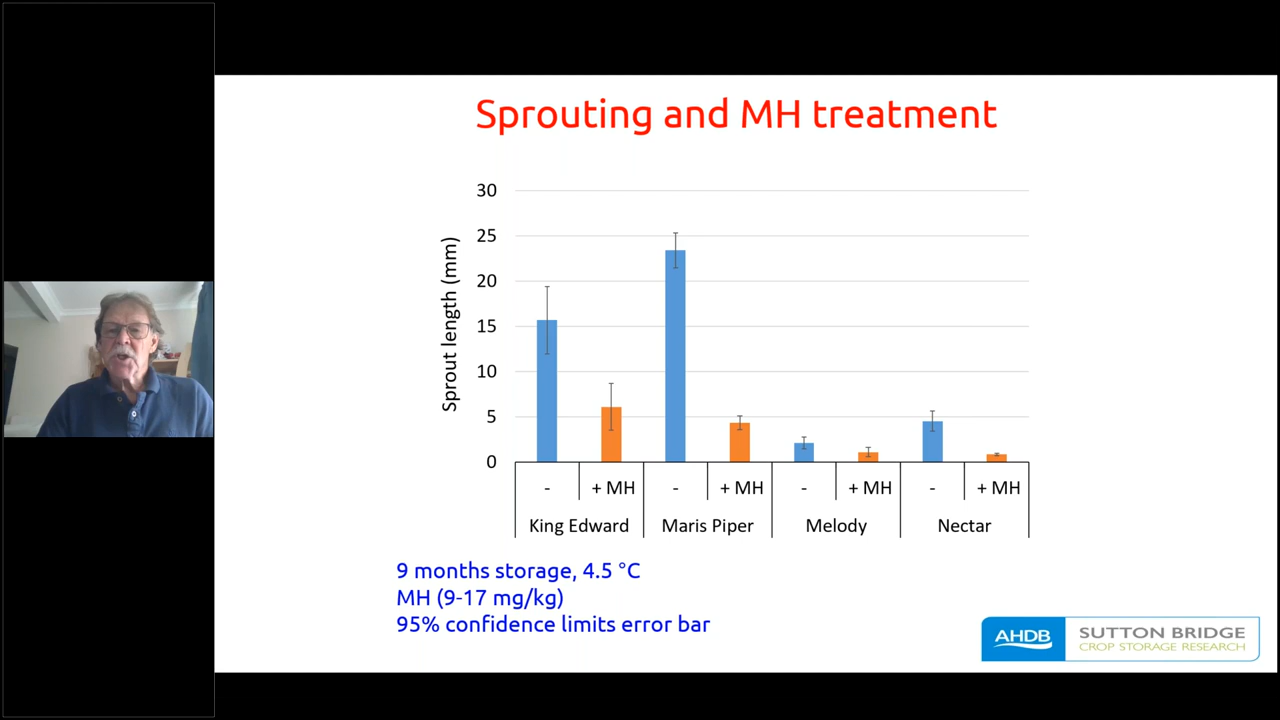 Sprouting and MH treatment
30
25
20
15
10
5
0
Sprout length (mm)
- + MH - + MH - + MH - + MH
King Edward Maris Piper Melody Nectar
9 months storage, 4.5 °C
MH (9-17 mg/kg)
95% confidence limits error bar
AHDB
SUTTON BRIDGE
CROP STORAGE RESEARCH